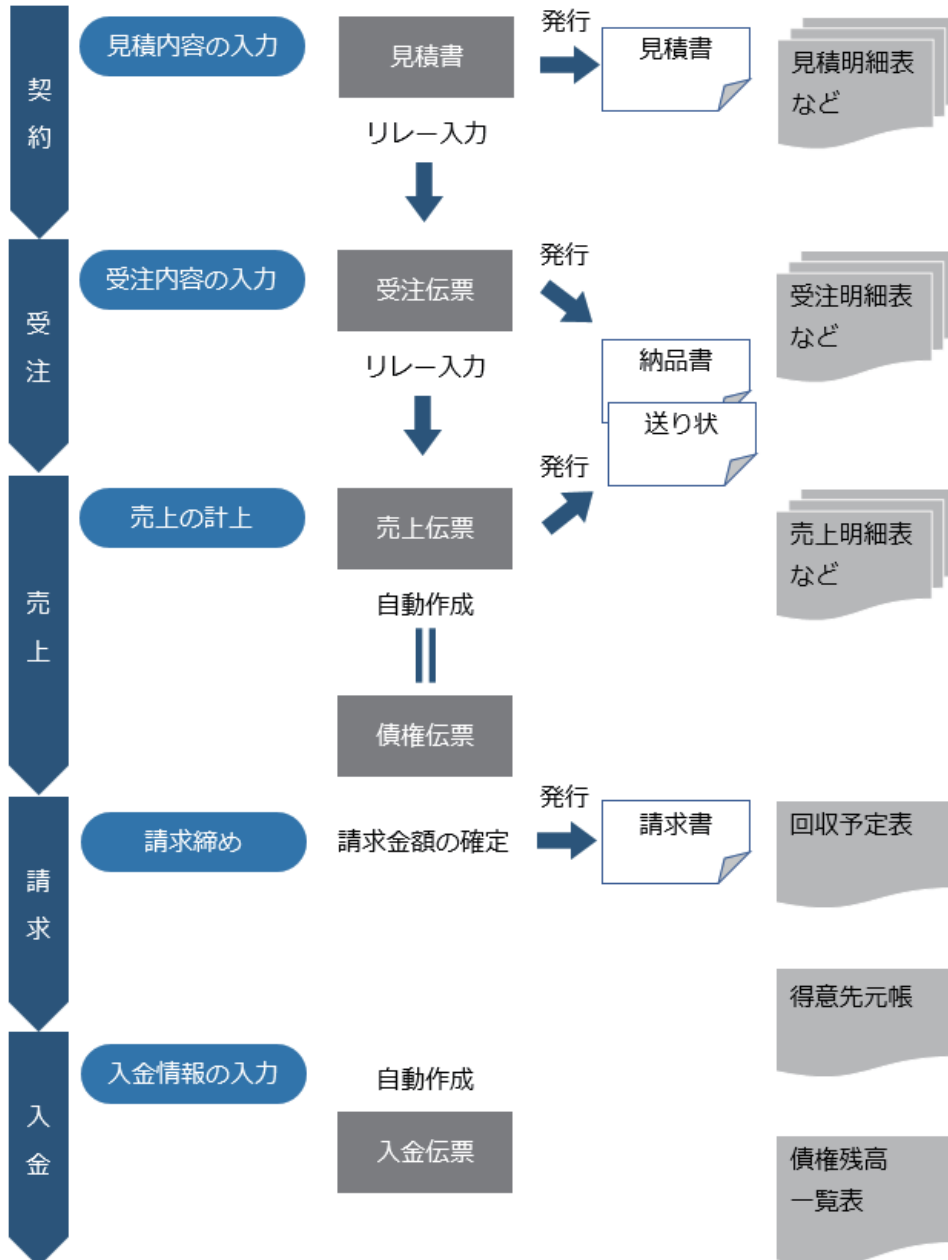 契約
見積内容の入力
見積書
発行
見積書
見積明細表
など
リレー入力
受注
受注内容の入力
受注伝票
発行
受注明細表
など
リレー入力
納品書
送り状
発行
売上
売上の計上
売上伝票
売上明細表
など
自動作成
債権伝票
請求
請求締め
請求金額の確定
発行
請求書
回収予定表
得意先元帳
入金
入金情報の入力
自動作成
入金伝票
債権残高
一覧表